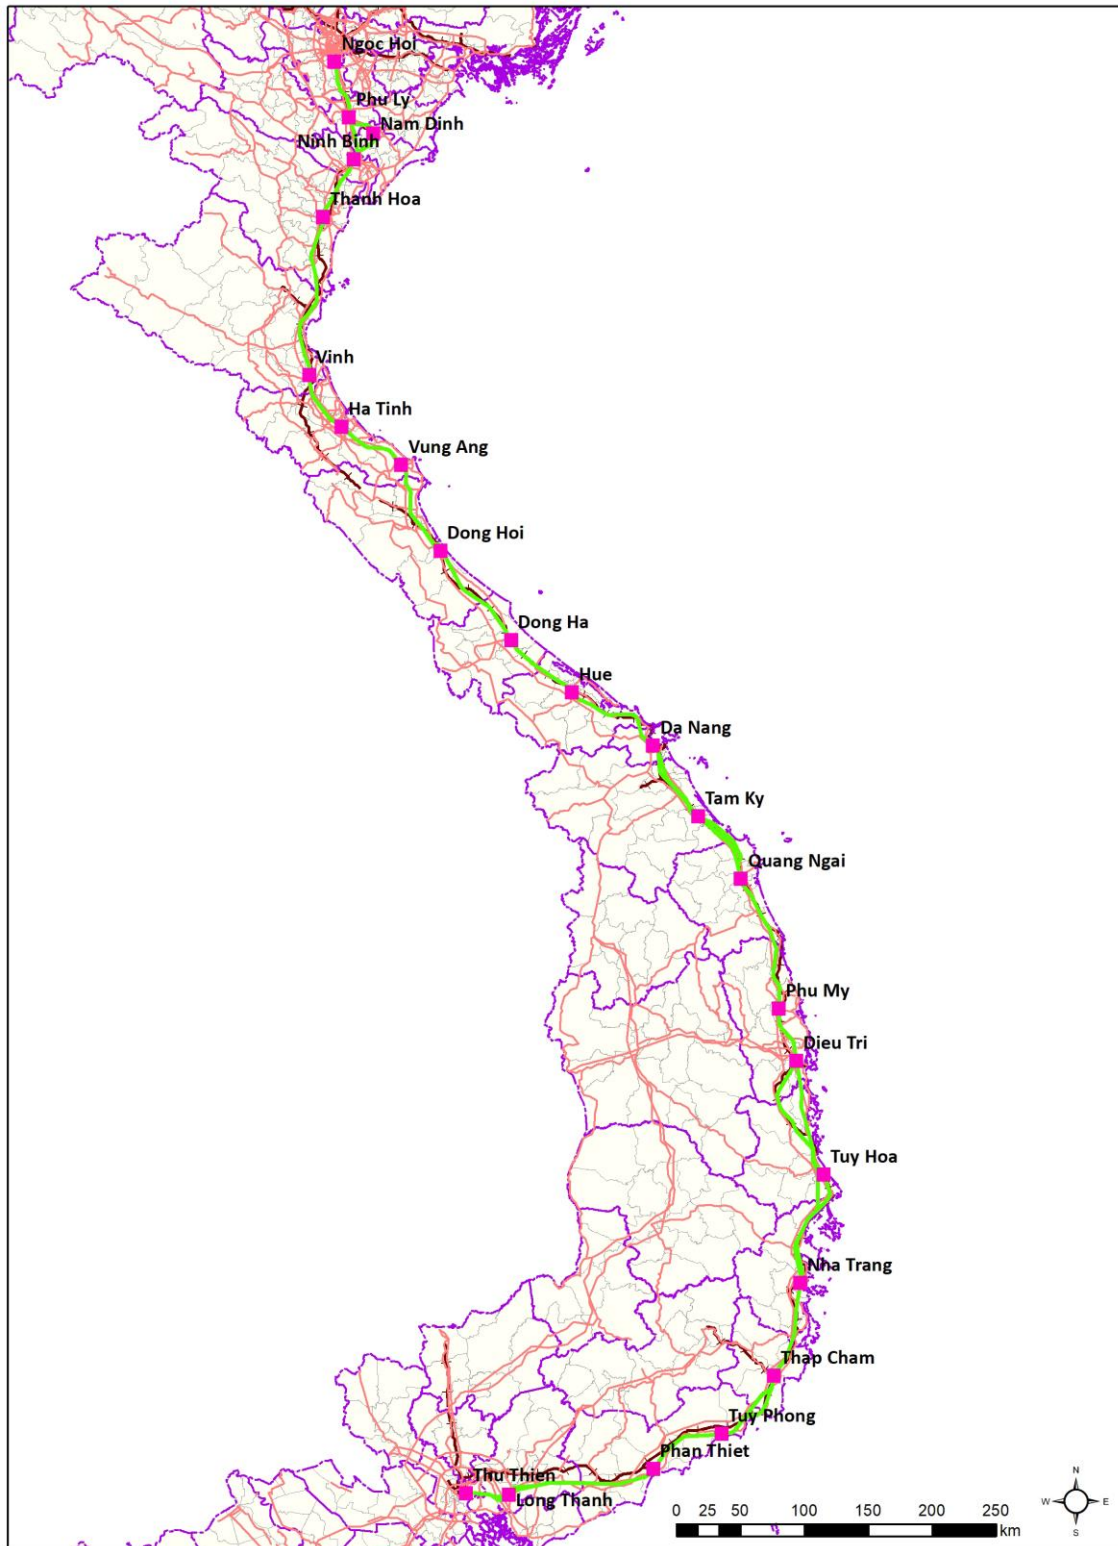 Ngoc Hoi
Phu Ly
Nam Dinh
Ninh Binh
Thanh Hoa
Vinh
Ha Tinh
Vung Ang
Dong Hoi
Dong Ha
Hue
Da Nang
Tam Ky
Quang Ngai
Phu My
Dieu Tri
Tuy Hoa
Nha Trang
Thap Cham
Tuy Phong
Phan Thiet
Thu Thien
Long Thanh
0 25 50 100 150 200 250
km
N
W E
S